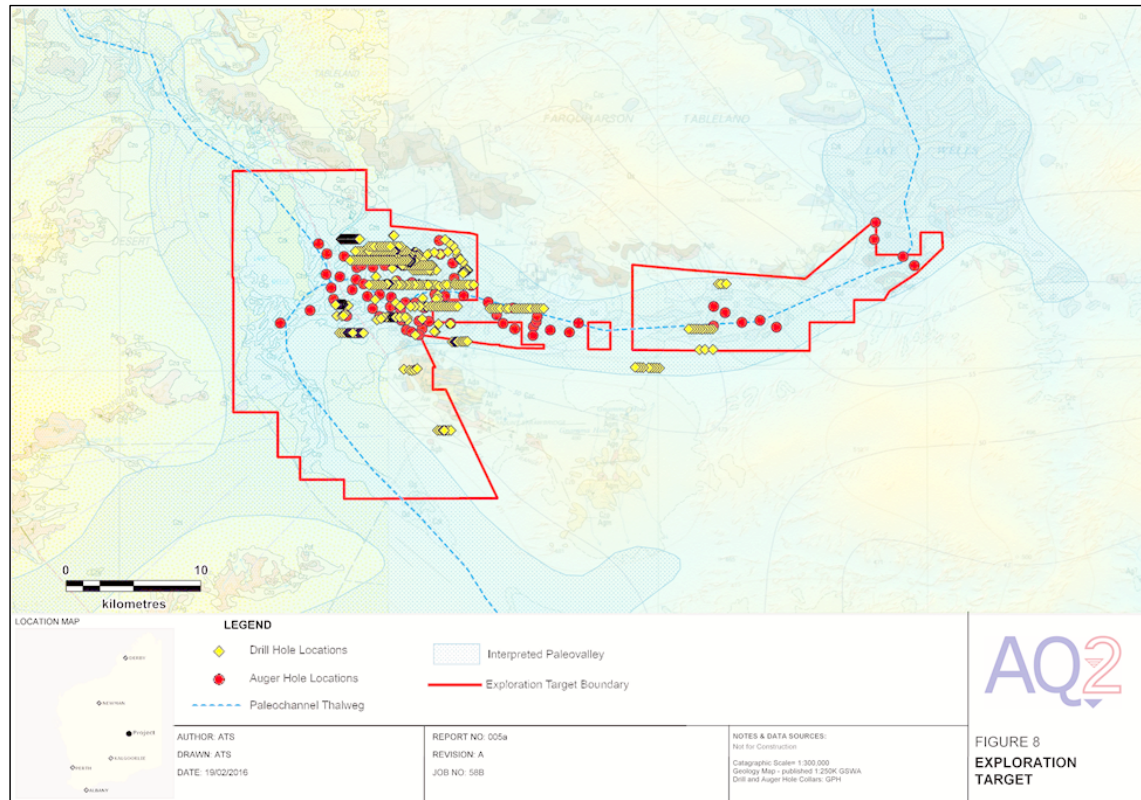 TABLELAND
FARQUHARSON TABLELAND
LAKE WELLS
DESERT
0 10
kilometres
LOCATION MAP
DERBY
NEWMAN
Project
KALGOORLIE
PERTH
ALBANY
LEGEND
Drill Hole Locations
Auger Hole Locations
Paleochannel Thalweg
Interpreted Paleovalley
Exploration Target Boundary
AUTHOR: ATS
DRAWN: ATS
DATE: 19/02/2016
REPORT NO: 005a
REVISION: A
JOB NO: 58B
NOTES & DATA SOURCES:
Not for Construction
Catagraphic Scale= 1:300.000
Geology Map - published 1:250K GSWA
Drill and Auger Hole Collars: GPH
AQ2
FIGURE 8
EXPLORATION
TARGET